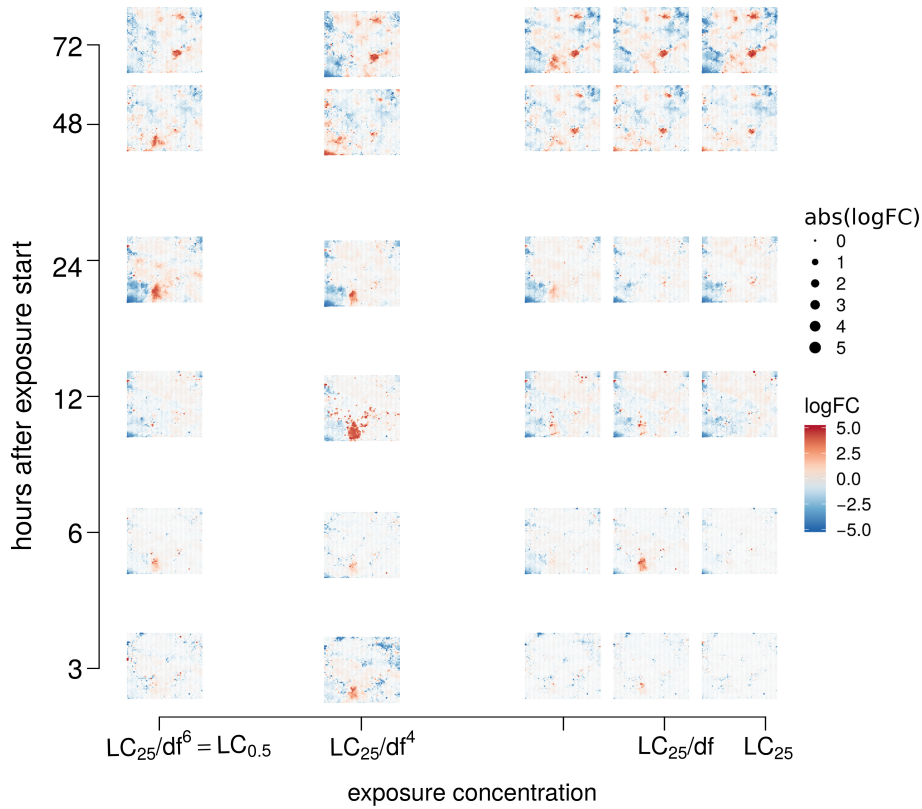 72
48
24
12
6
3
hours after exposure start
LC25/df6 = LC0.5
LC25/df4
LC25/df
LC25
exposure concentration
abs(logFC)
0
1
2
3
4
5
logFC
5.0
2.5
0.0
−2.5
−5.0